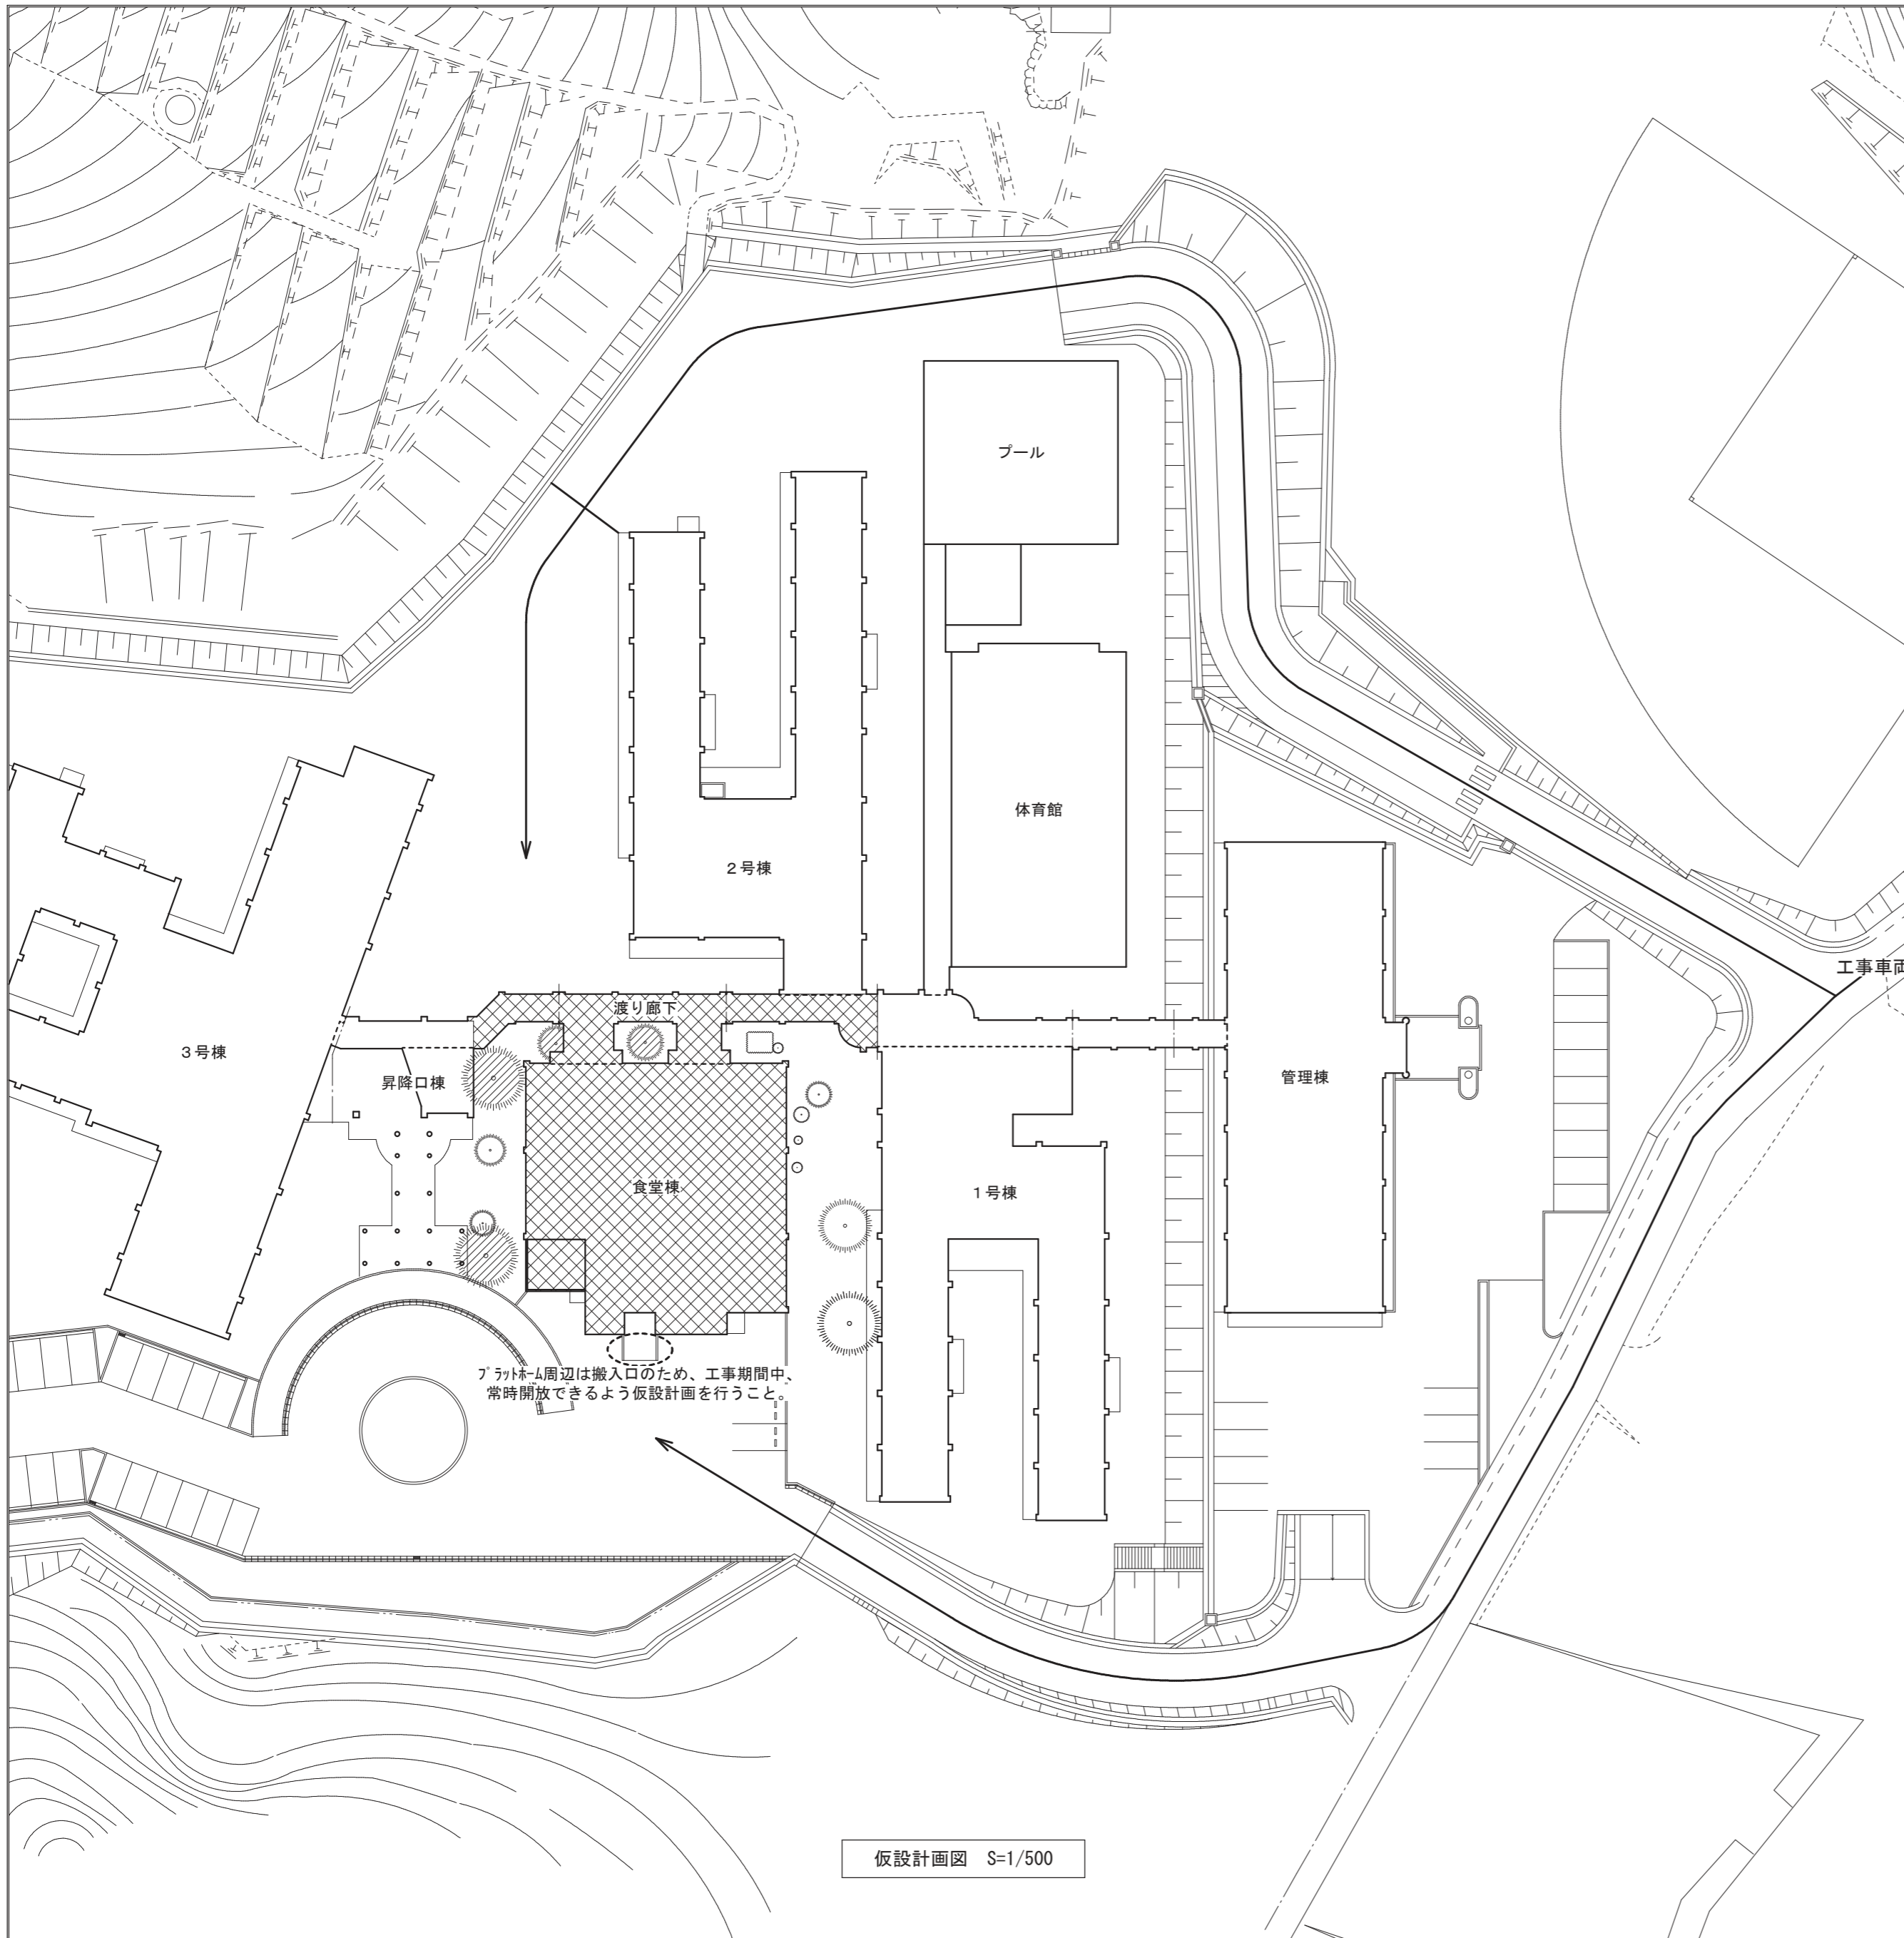 プール
体育館
２号棟
工事車両
渡り廊下
３号棟
昇降口棟
管理棟
食堂棟
１号棟
ﾌﾟﾗｯﾄﾎｰﾑ周辺は搬入口のため、工事期間中、
常時開放できるよう仮設計画を行うこと。
仮設計画図　S=1/500